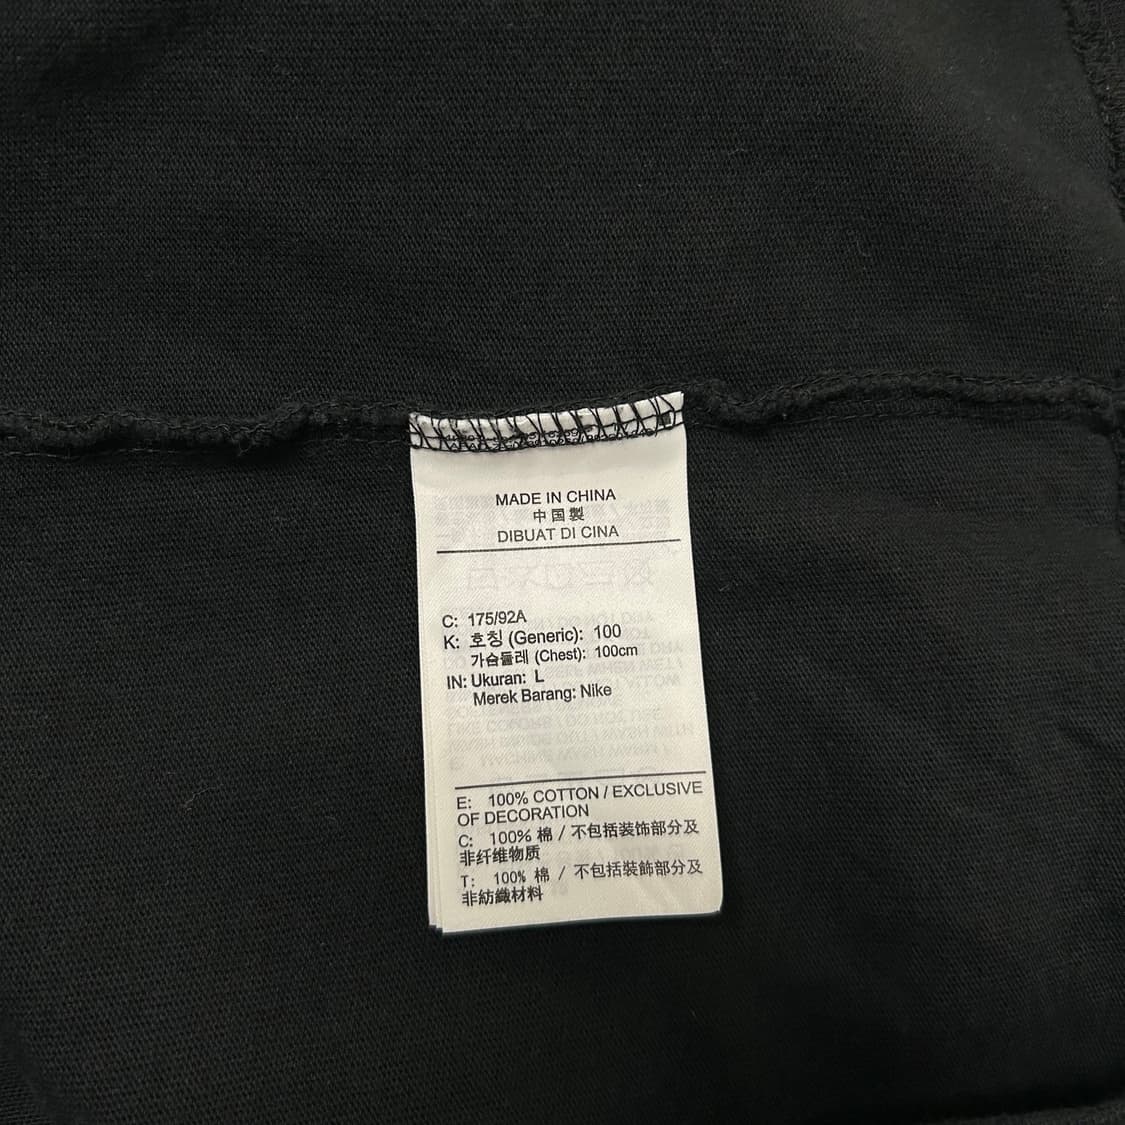 MADE IN CHINA
中国製
DIBUAT DI CINA
C: 175/92A
K: 호칭 (Generic): 100
가슴둘레 (Chest): 100cm
IN: Ukuran: L
Merek Barang: Nike
E: 100% COTTON / EXCLUSIVE
OF DECORATION
C: 100% 棉 / 不包括装饰部分及
非纤维物质
T: 100% 棉 / 不包括裝飾部分及
非紡織材料